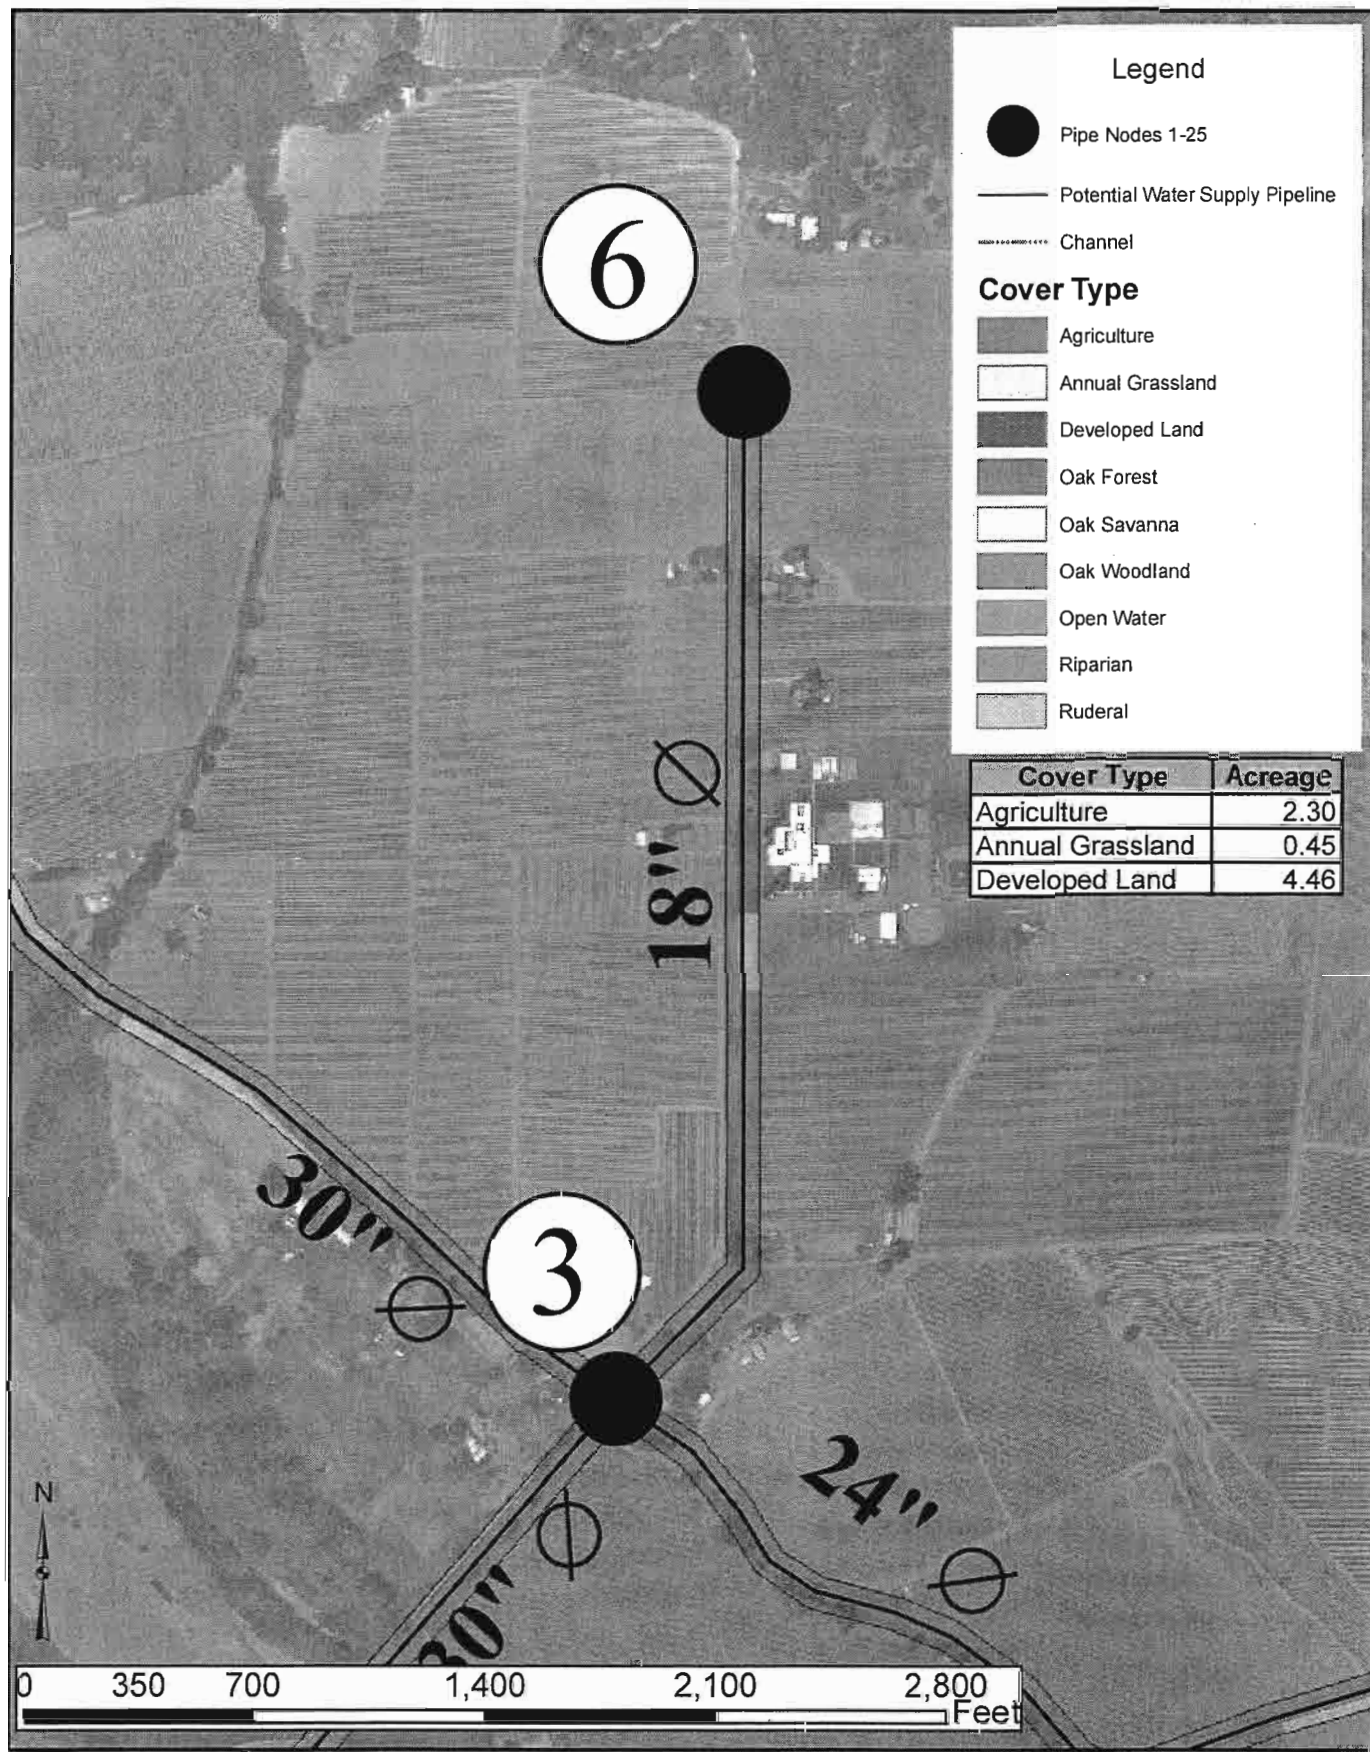 Legend
Pipe Nodes 1-25
Potential Water Supply Pipeline
Channel
Cover Type
Agriculture
Annual Grassland
Developed Land
Oak Forest
Oak Savanna
Oak Woodland
Open Water
Riparian
Ruderal
Cover Type Acreage
Agriculture 2.30
Annual Grassland 0.45
Developed Land 4.46
6
18" ∅
30" ∅
3
24" ∅
30" ∅
N
0 350 700 1,400 2,100 2,800
Feet